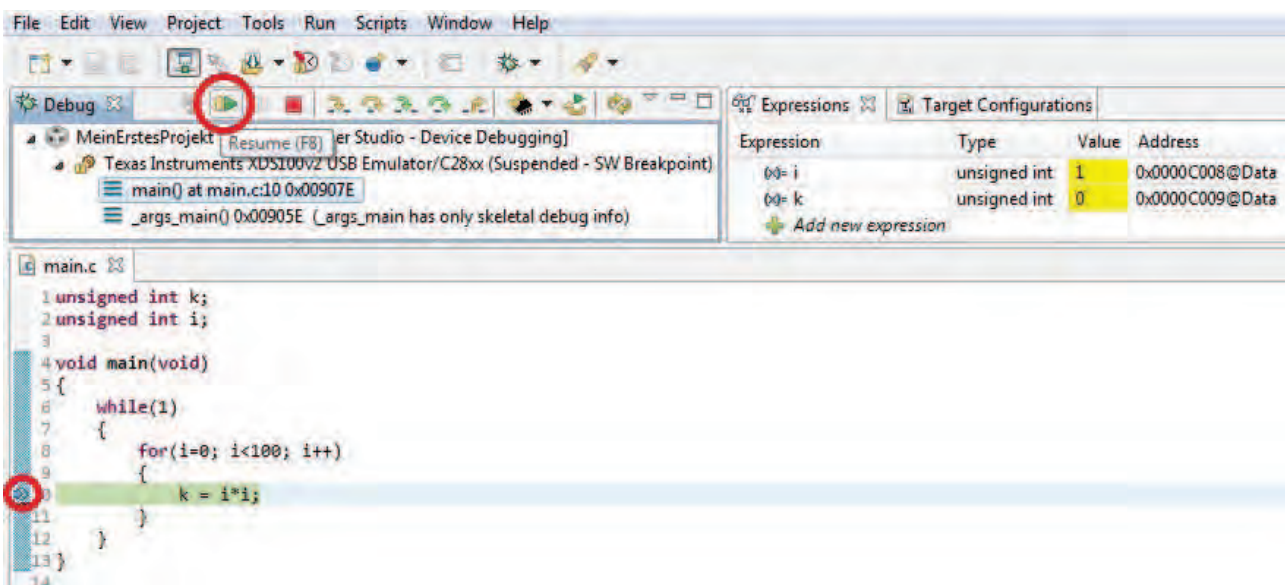 File Edit View Project Tools Run Scripts Window Help
Debug
MeinErstesProjekt er Studio - Device Debugging]
Resume (F8)
Texas Instruments XDS100v2 USB Emulator/C28xx (Suspended - SW Breakpoint)
main() at main.c:10 0x00907E
_args_main() 0x00905E (_args_main has only skeletal debug info)
Expressions Target Configurations
Expression Type Value Address
(x)= i unsigned int 1 0x0000C008@Data
(x)= k unsigned int 0 0x0000C009@Data
Add new expression
main.c
1 unsigned int k;
2 unsigned int i;
3
4 void main(void)
5 {
6 while(1)
7 {
8 for(i=0; i<100; i++)
9 {
0 k = i*i;
11 }
12 }
13 }
14